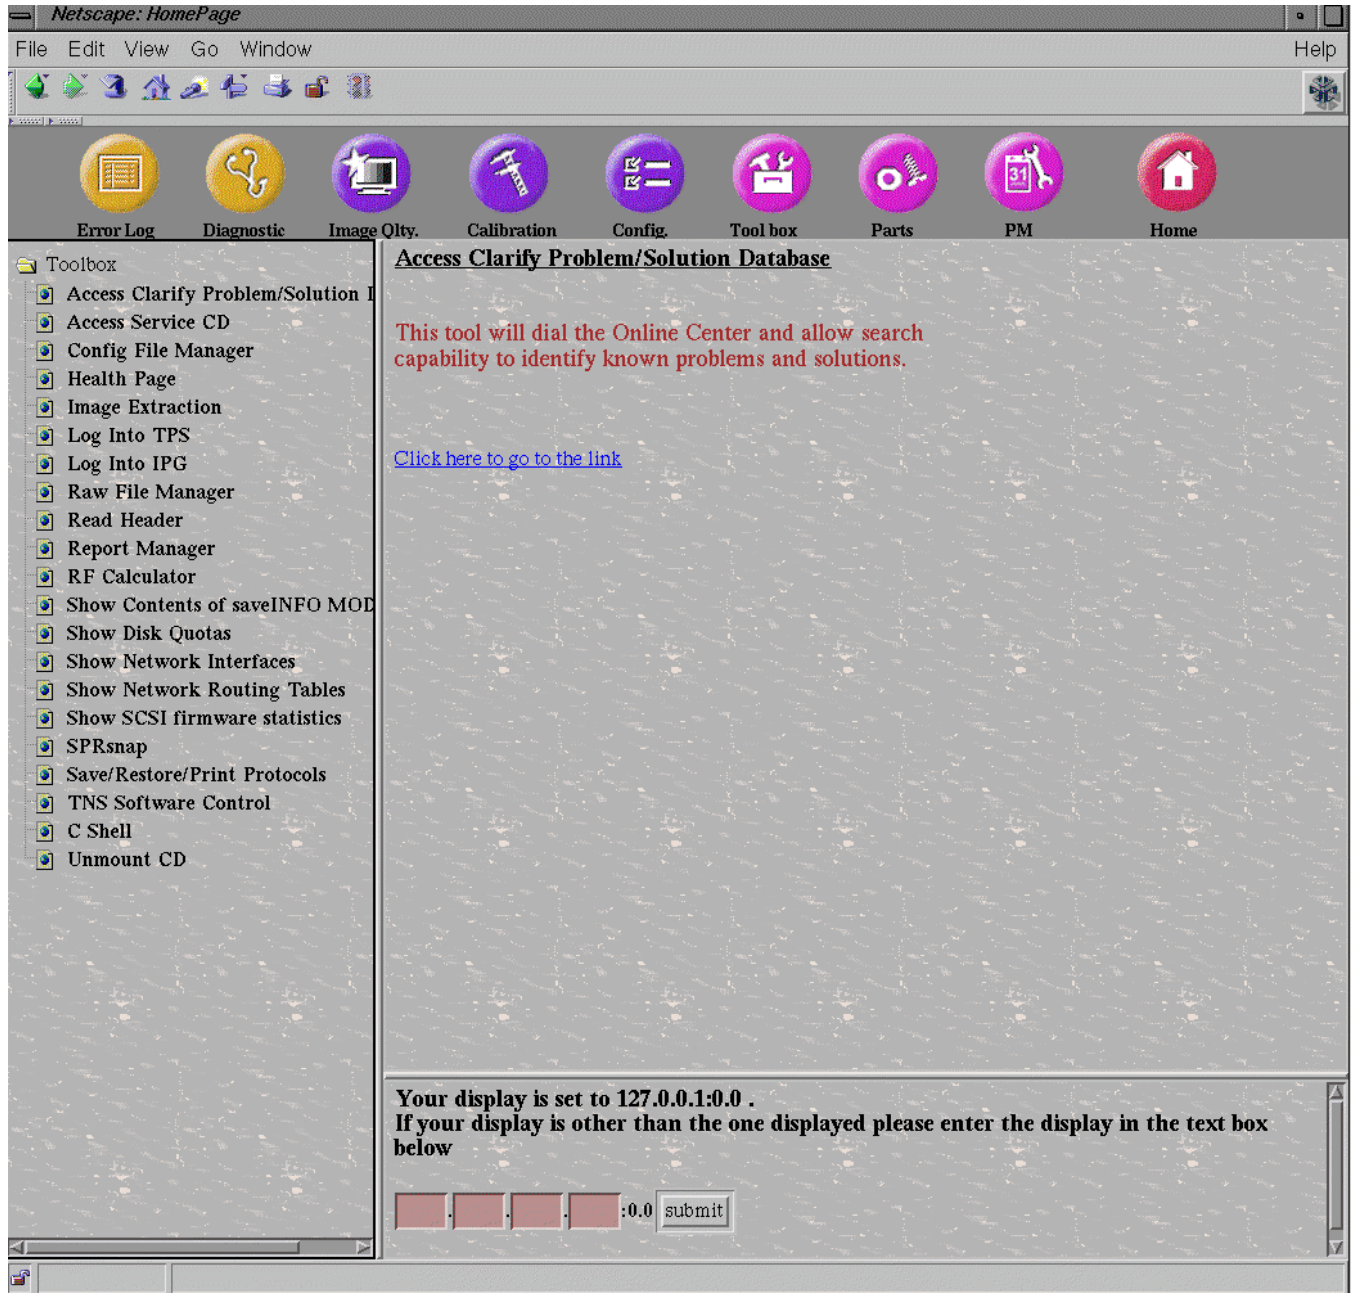 Netscape: HomePage
File Edit View Go Window Help
Error Log Diagnostic Image Qlty. Calibration Config. Tool box Parts 31 PM Home
Toolbox
Access Clarify Problem/Solution
Access Service CD
Config File Manager
Health Page
Image Extraction
Log Into TPS
Log Into IPG
Raw File Manager
Read Header
Report Manager
RF Calculator
Show Contents of saveINFO MOD
Show Disk Quotas
Show Network Interfaces
Show Network Routing Tables
Show SCSI firmware statistics
SPRsnap
Save/Restore/Print Protocols
TNS Software Control
C Shell
Unmount CD
Access Clarify Problem/Solution Database
This tool will dial the Online Center and allow search
capability to identify known problems and solutions.
Click here to go to the link
Your display is set to 127.0.0.1:0.0 .
If your display is other than the one displayed please enter the display in the text box
below
. . . :0.0 submit